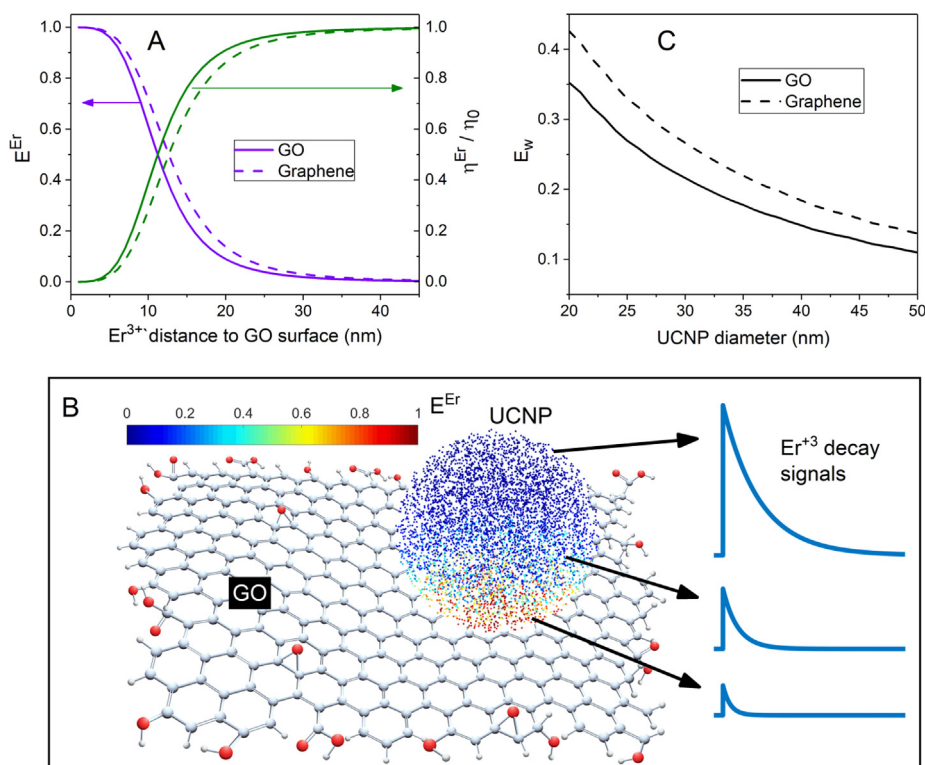 A
1.0
0.8
0.6
0.4
0.2
0.0
E^Er
GO
Graphene
1.0
0.8
0.6
0.4
0.2
0.0
η^Er / η₀
0 10 20 30 40
Er³⁺` distance to GO surface (nm)
C
0.4
0.3
0.2
0.1
E_w
GO
Graphene
20 25 30 35 40 45 50
UCNP diameter (nm)
B
0 0.2 0.4 0.6 0.8 1
E^Er
UCNP
GO
Er⁺³ decay
signals